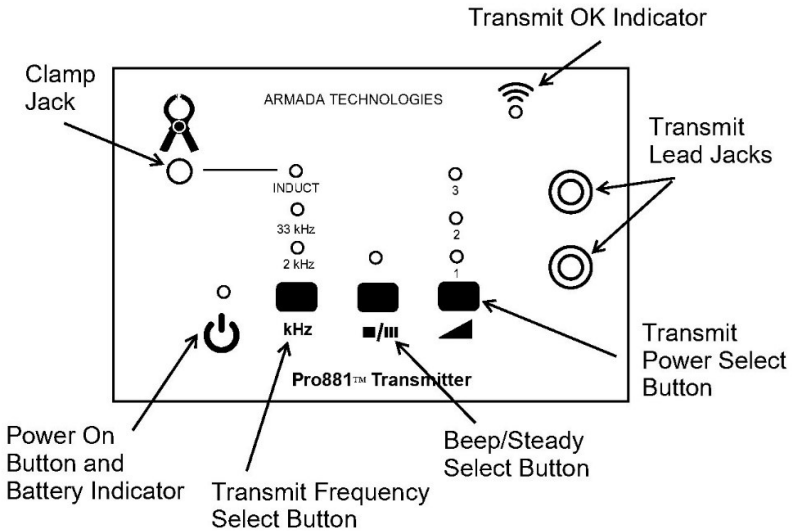 Transmit OK Indicator
Clamp
Jack
ARMADA TECHNOLOGIES
Transmit
Lead Jacks
INDUCT
33 kHz
2 kHz
3
2
1
kHz
Pro881™ Transmitter
Transmit
Power Select
Button
Power On
Button and
Battery Indicator
Transmit Frequency
Select Button
Beep/Steady
Select Button